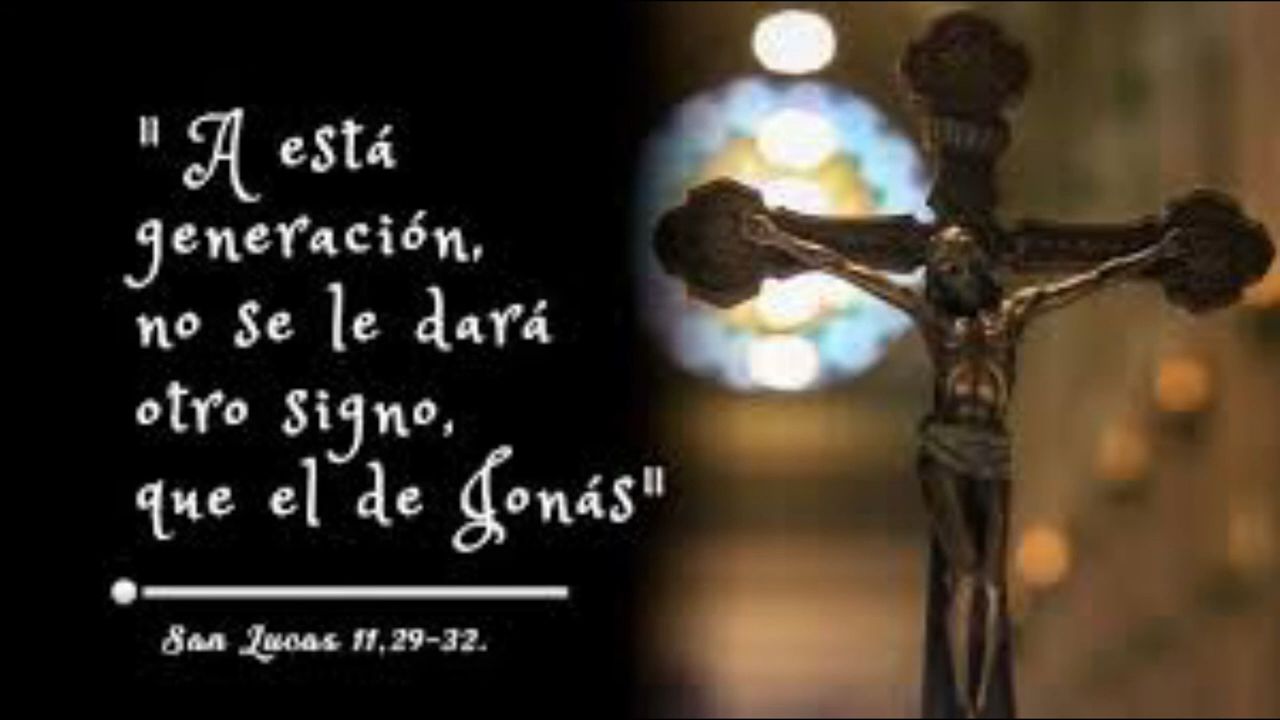 " A está
generación,
no se le dará
otro signo,
que el de Jonás"
San Lucas 11,29-32.